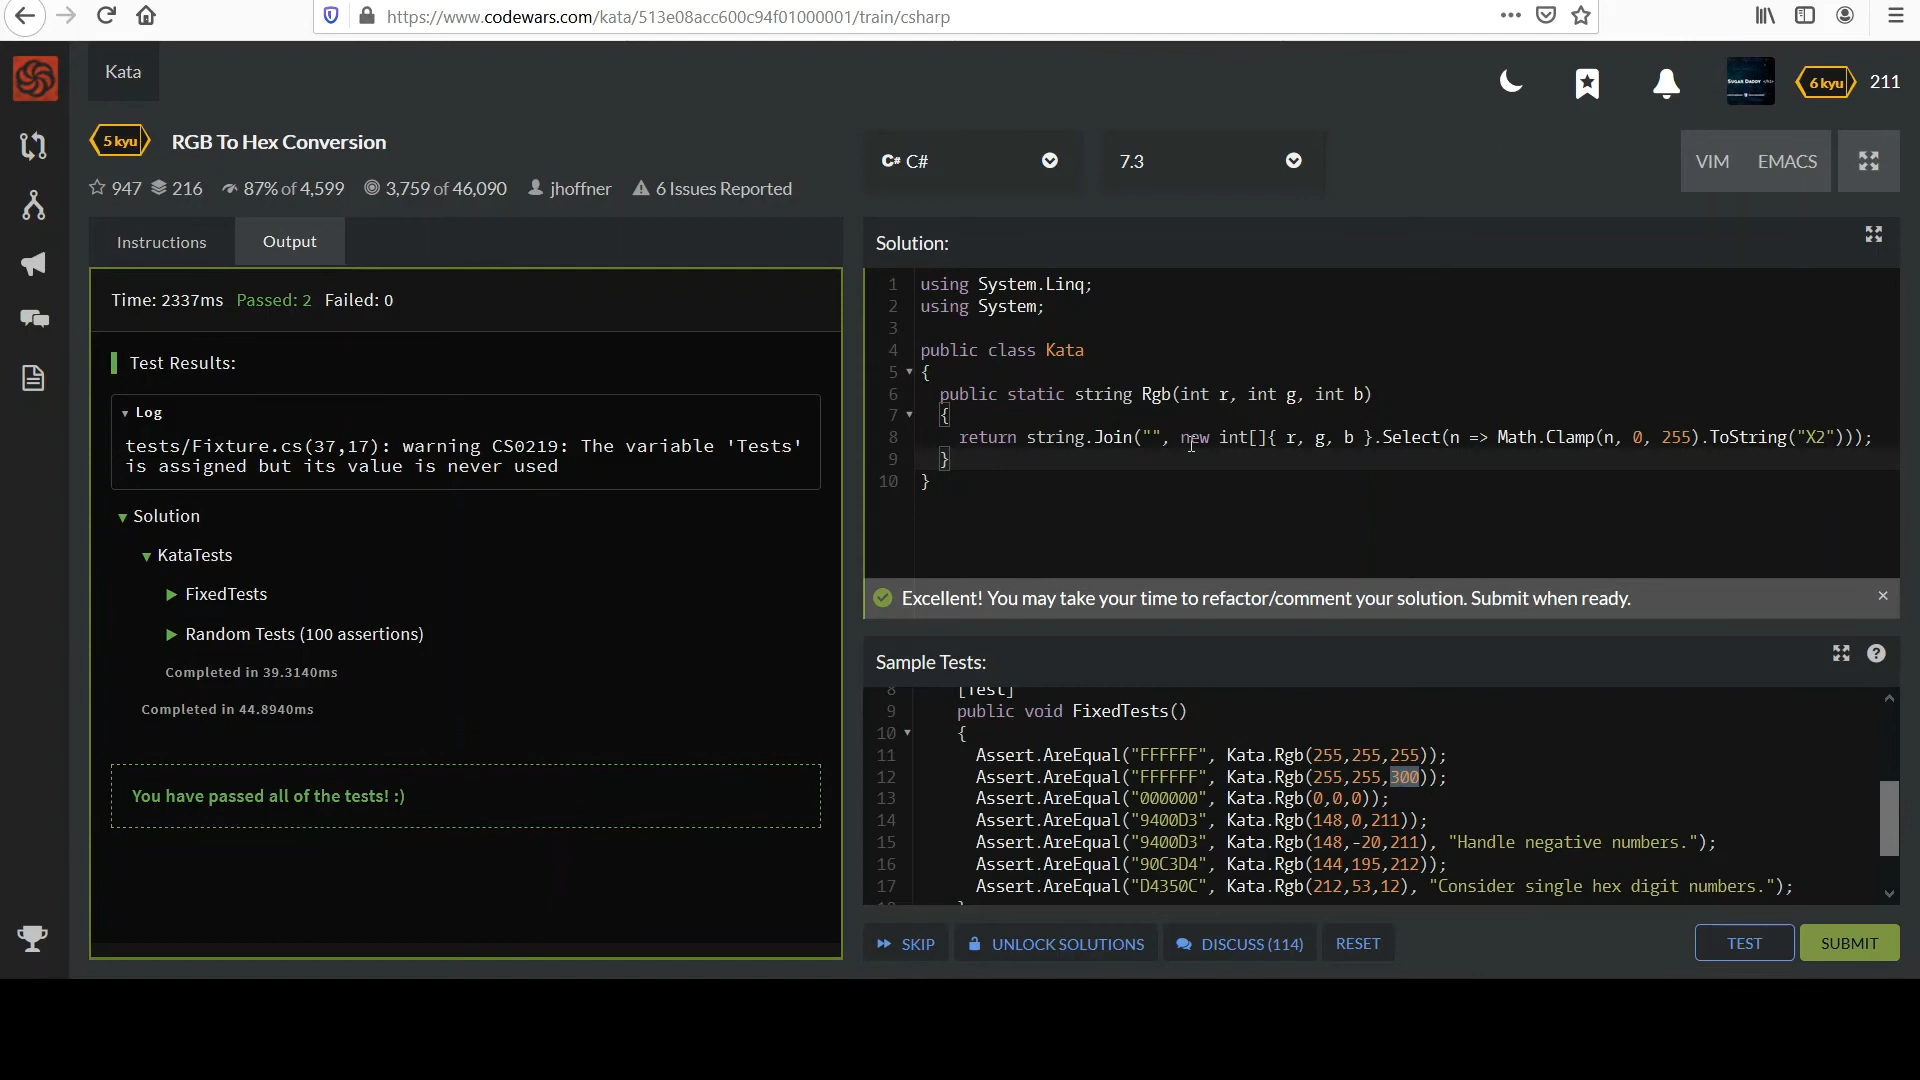 https://www.codewars.com/kata/513e08acc600c94f01000001/train/csharp
Kata
SUGAR DADDY
6 kyu
211
5 kyu
RGB To Hex Conversion
947 216 87% of 4,599 3,759 of 46,090 jhoffner 6 Issues Reported
C# C#
7.3
VIM EMACS
Instructions
Output
Time: 2337ms Passed: 2 Failed: 0
Test Results:
Log
tests/Fixture.cs(37,17): warning CS0219: The variable 'Tests'
is assigned but its value is never used
Solution
KataTests
FixedTests
Random Tests (100 assertions)
Completed in 39.3140ms
Completed in 44.8940ms
You have passed all of the tests! :)
Solution:
1 using System.Linq;
2 using System;
3
4 public class Kata
5 {
6 public static string Rgb(int r, int g, int b)
7 {
8 return string.Join("", new int[]{ r, g, b }.Select(n => Math.Clamp(n, 0, 255).ToString("X2")));
9 }
10 }
Excellent! You may take your time to refactor/comment your solution. Submit when ready.
Sample Tests:
8 [Test]
9 public void FixedTests()
10 {
11 Assert.AreEqual("FFFFFF", Kata.Rgb(255,255,255));
12 Assert.AreEqual("FFFFFF", Kata.Rgb(255,255,300));
13 Assert.AreEqual("000000", Kata.Rgb(0,0,0));
14 Assert.AreEqual("9400D3", Kata.Rgb(148,0,211));
15 Assert.AreEqual("9400D3", Kata.Rgb(148,-20,211), "Handle negative numbers.");
16 Assert.AreEqual("90C3D4", Kata.Rgb(144,195,212));
17 Assert.AreEqual("D4350C", Kata.Rgb(212,53,12), "Consider single hex digit numbers.");
SKIP
UNLOCK SOLUTIONS
DISCUSS (114)
RESET
TEST
SUBMIT